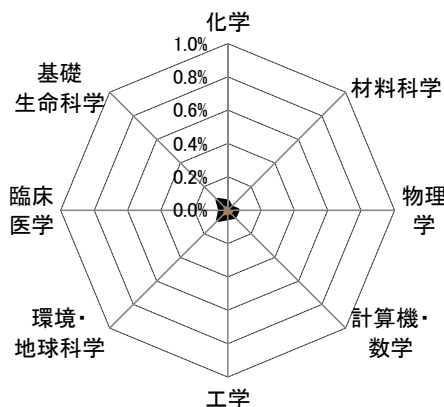 化学
1.0%
0.8%
0.6%
0.4%
0.2%
0.0%
材料科学
物理
学
計算機・
数学
工学
環境・
地球科学
臨床
医学
基礎
生命科学